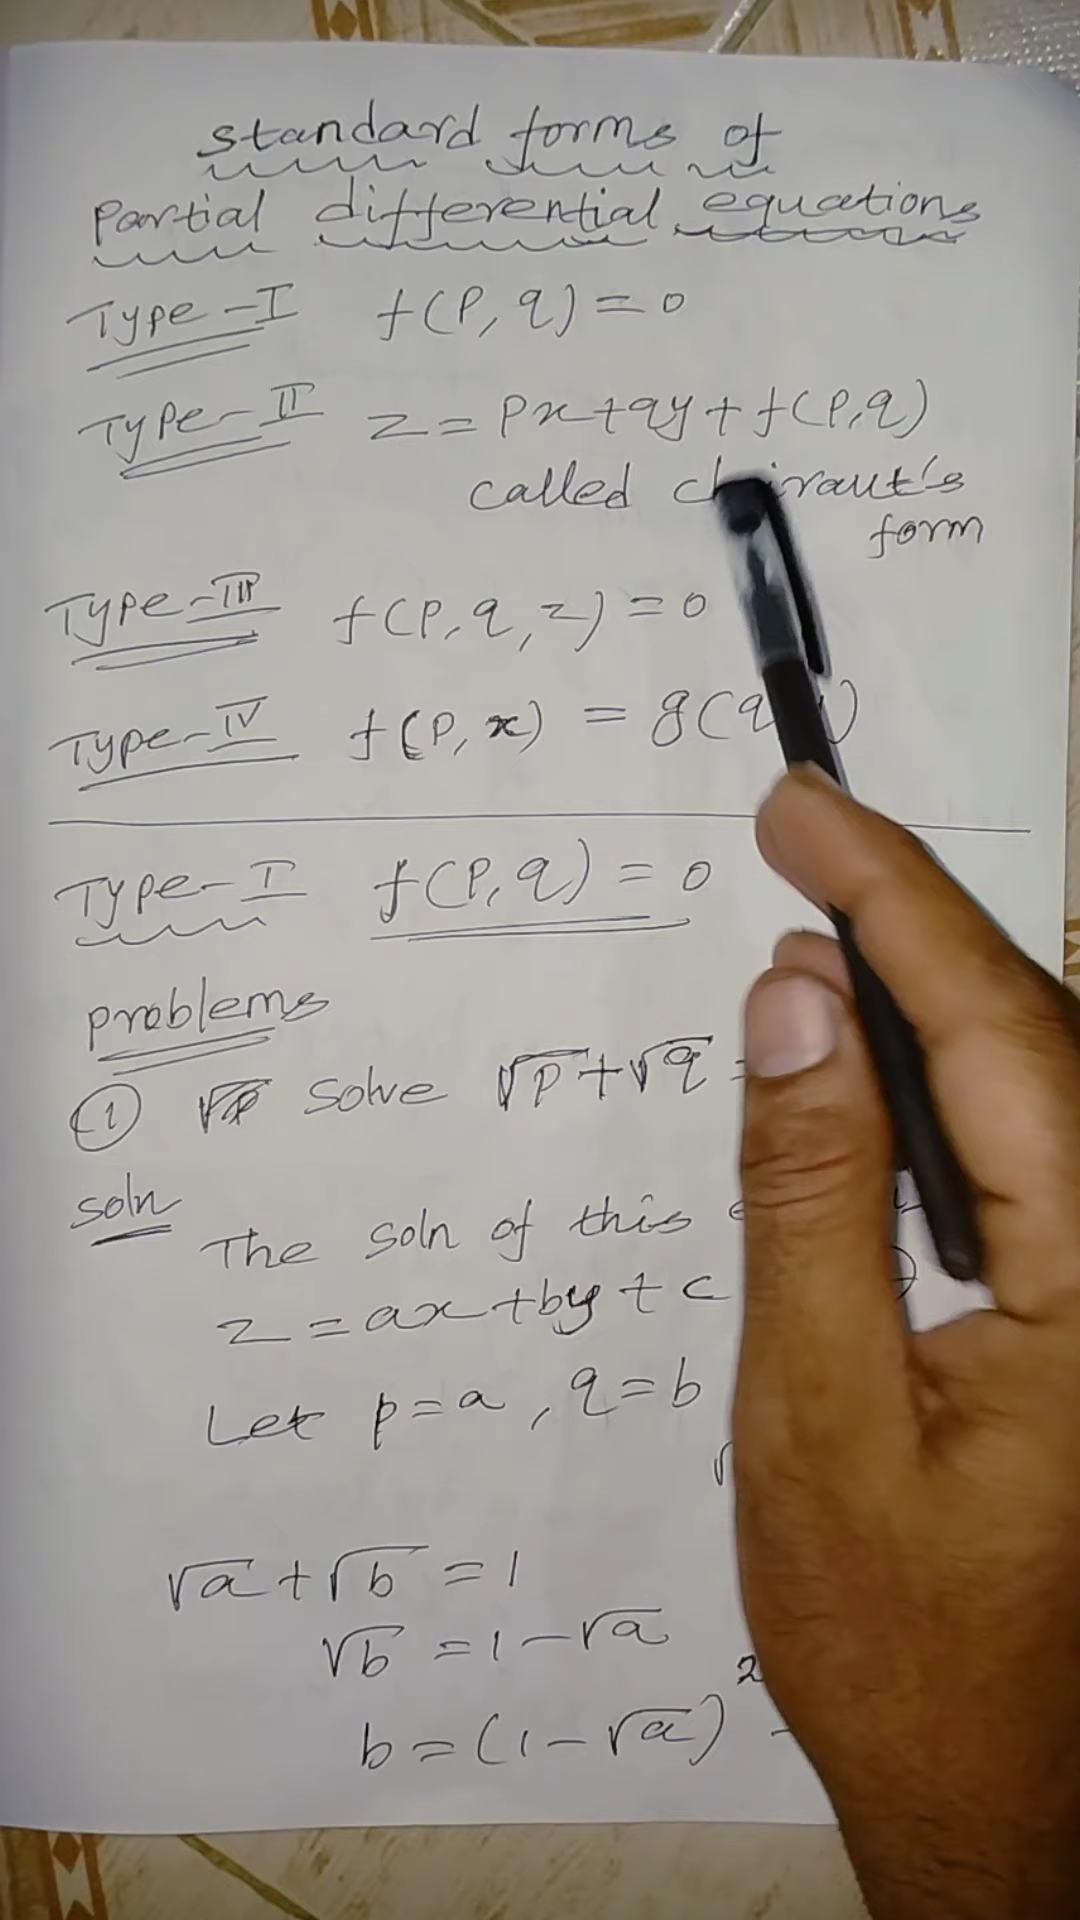 standard forms of
Partial differential equations
Type-I f(p, q) = 0
Type-II z = px + qy + f(p,q)
called
form
Type-III f(p, q, z) = 0
Type-IV f(p, x) = g(q
Type-I f(p, q) = 0
problems
① solve √p + √q =
soln
The soln of this
z = ax + by + c
Let p = a, q = b
√a + √b = 1
√b = 1 - √a
b = (1 - √a)²